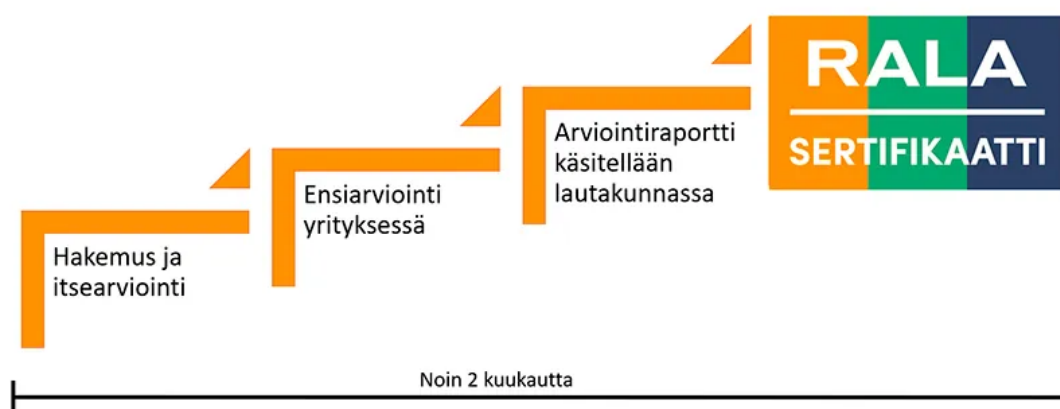 Hakemus ja
itsearviointi
Ensiarviointi
yrityksessä
Arviointiraportti
käsitellään
lautakunnassa
RALA
SERTIFIKAATTI
Noin 2 kuukautta